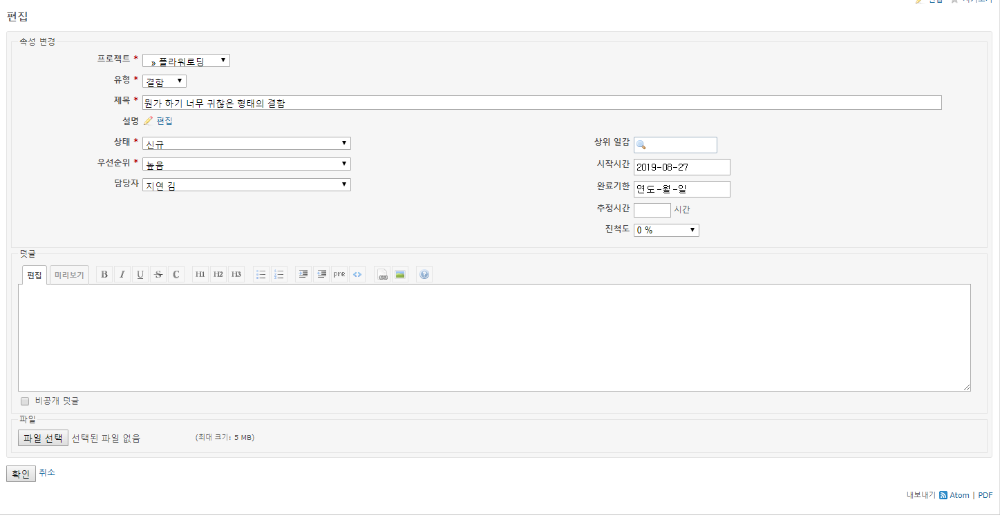 편집
속성 변경
프로젝트 * » 플라워로딩
유형 * 결함
제목 * 뭔가 하기 너무 귀찮은 형태의 결함
설명 편집
상태 * 신규
우선순위 * 높음
담당자 지연 김
상위 일감
시작시간 2019-08-27
완료기한 연도-월-일
추정시간 시간
진척도 0 %
덧글
편집 미리보기 B I U S C H1 H2 H3 pre <>
비공개 덧글
파일
파일 선택 선택된 파일 없음 (최대 크기: 5 MB)
확인 취소
내보내기 Atom | PDF